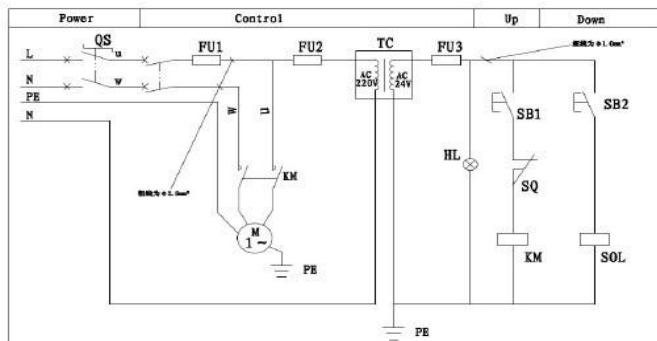 Power Control Up Down
QS
L u FU1 FU2 TC FU3
N w
AC 220V AC 24V
PE
N
SB1 SB2
w u
HL
KM
SQ
M
1 ~
PE
KM SOL
PE